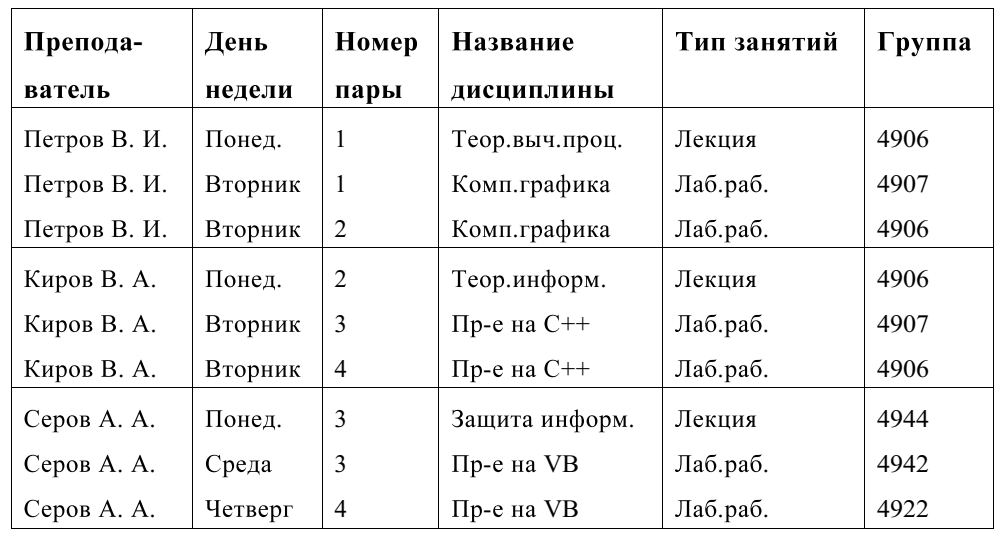 Препода- День Номер Название Тип занятий Группа
ватель недели пары дисциплины
Петров В. И. Понед. 1 Теор.выч.проц. Лекция 4906
Петров В. И. Вторник 1 Комп.графика Лаб.раб. 4907
Петров В. И. Вторник 2 Комп.графика Лаб.раб. 4906
Киров В. А. Понед. 2 Теор.информ. Лекция 4906
Киров В. А. Вторник 3 Пр-е на C++ Лаб.раб. 4907
Киров В. А. Вторник 4 Пр-е на C++ Лаб.раб. 4906
Серов А. А. Понед. 3 Защита информ. Лекция 4944
Серов А. А. Среда 3 Пр-е на VB Лаб.раб. 4942
Серов А. А. Четверг 4 Пр-е на VB Лаб.раб. 4922